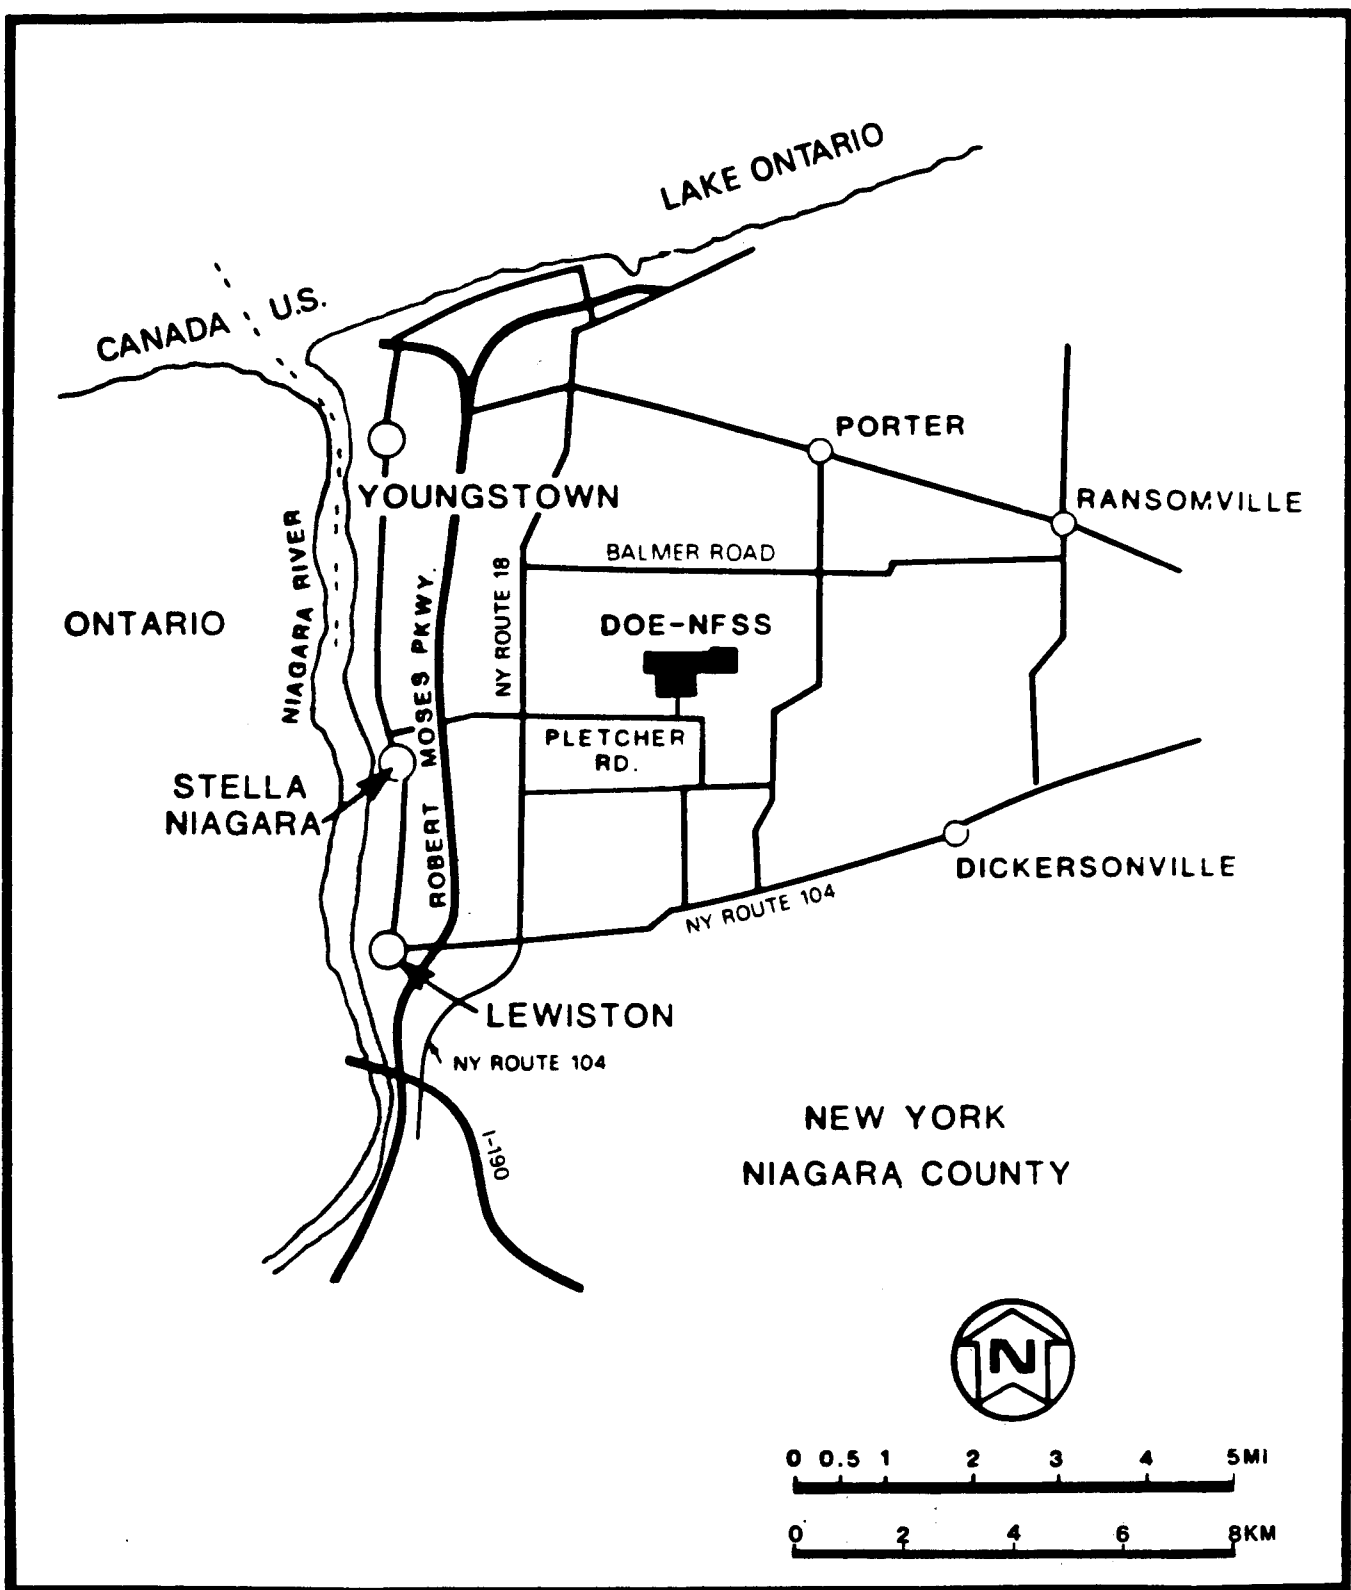 LAKE ONTARIO
CANADA
U.S.
PORTER
YOUNGSTOWN
RANSOMVILLE
NIAGARA RIVER
BALMER ROAD
NY ROUTE 18
ONTARIO
DOE-NFSS
ROBERT MOSES PKWY.
PLETCHER
RD.
STELLA
NIAGARA
DICKERSONVILLE
NY ROUTE 104
LEWISTON
NY ROUTE 104
I-190
NEW YORK
NIAGARA COUNTY
N
0 0.5 1 2 3 4 5MI
0 2 4 6 8KM